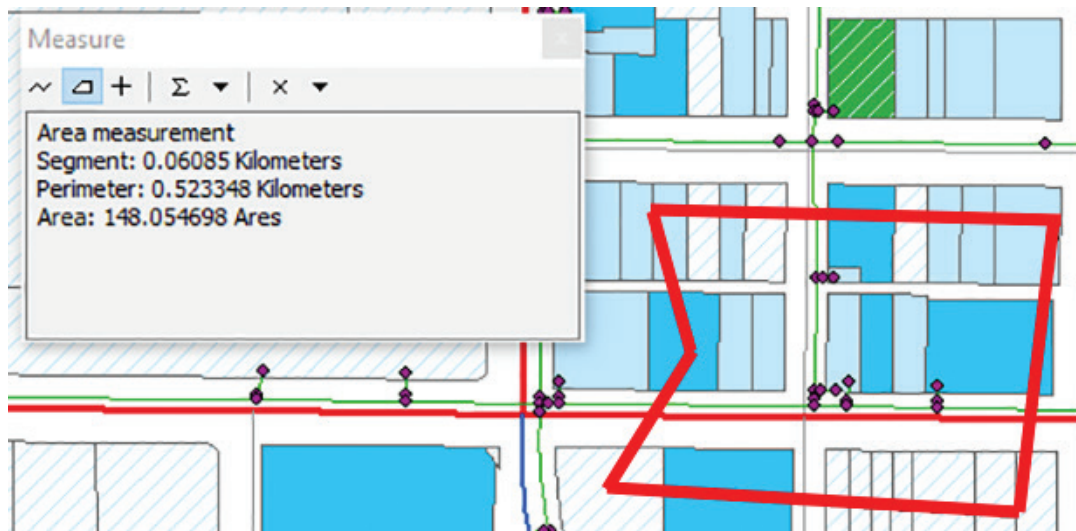 Measure
Area measurement
Segment: 0.06085 Kilometers
Perimeter: 0.523348 Kilometers
Area: 148.054698 Ares